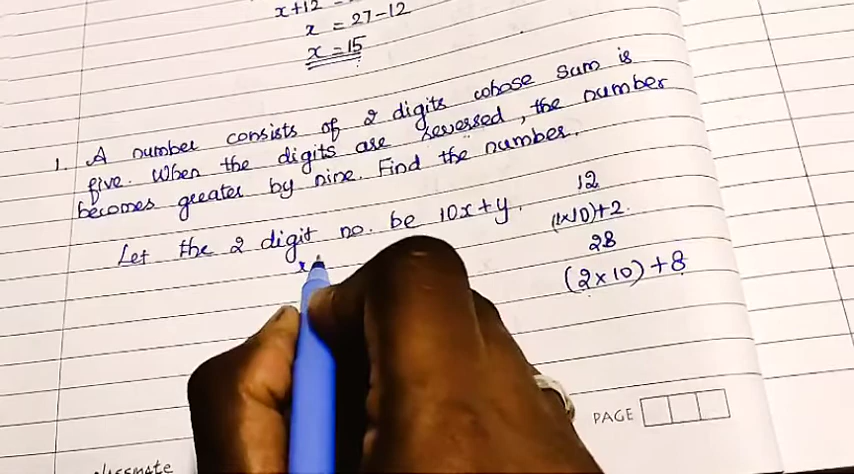 x+12 =
x = 27-12
x = 15
1. A number consists of 2 digits whose sum is
five. When the digits are reversed, the number
becomes greater by nine. Find the number.
Let the 2 digit no. be 10x+y.
12
(1×10)+2.
28
(2×10)+8
x
PAGE
classmate